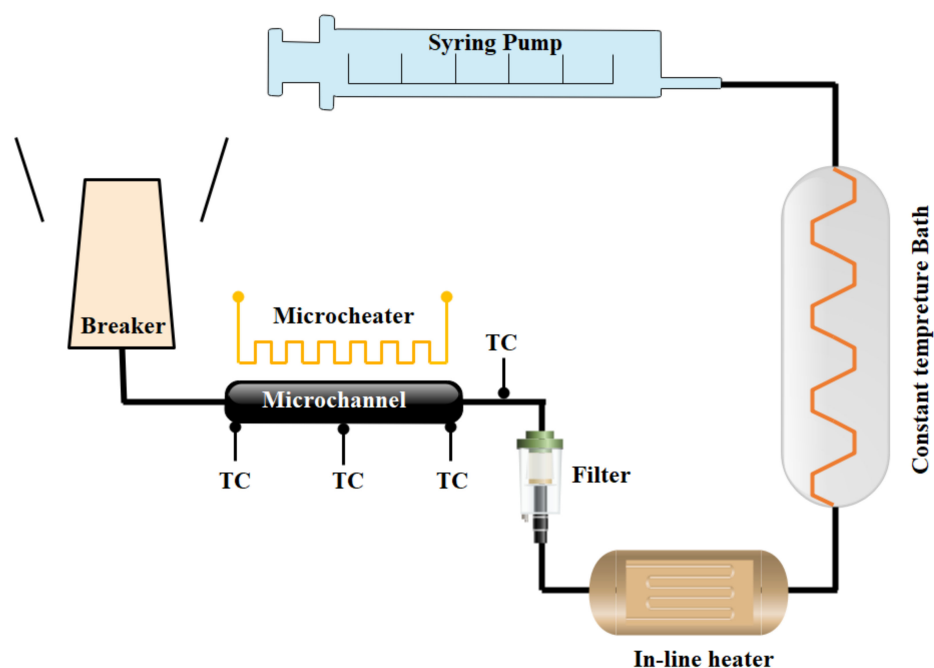 Syring Pump
Constant tempreture Bath
Microcheater
Breaker
TC
Microchannel
TC
TC
TC
Filter
In-line heater